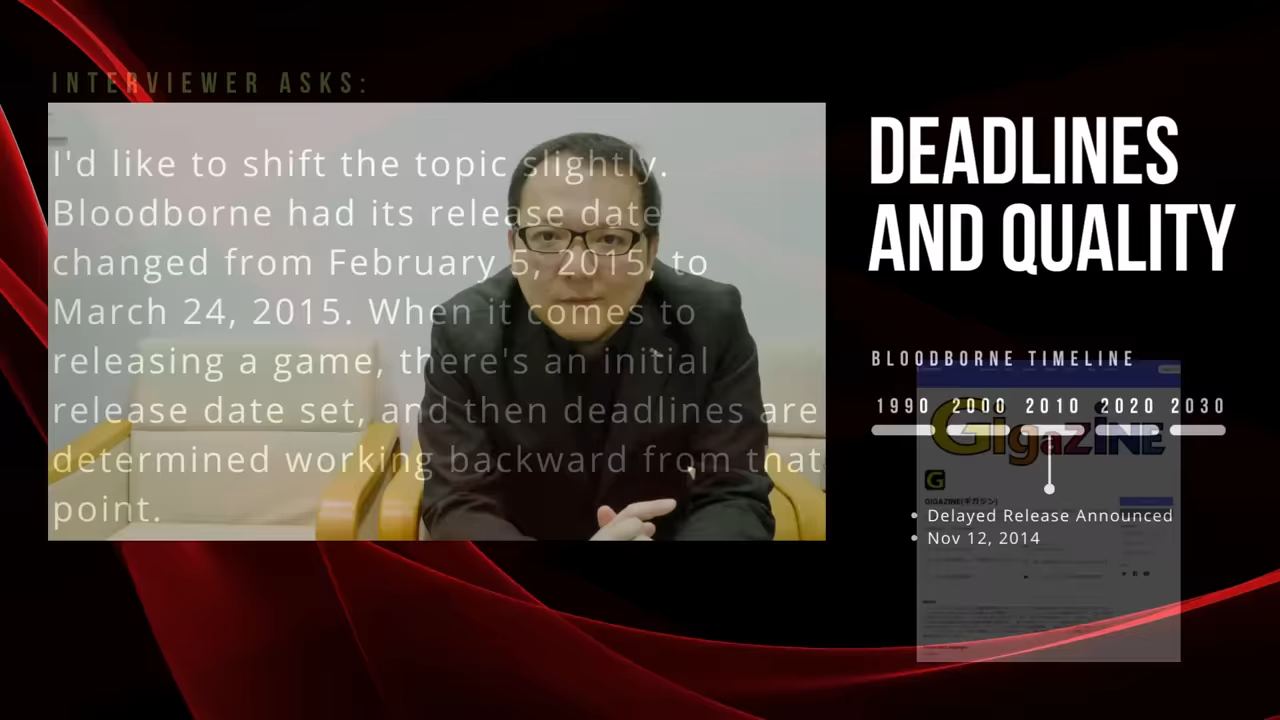 INTERVIEWER ASKS:
I'd like to shift the topic slightly.
Bloodborne had its release date
changed from February 5, 2015, to
March 24, 2015. When it comes to
releasing a game, there's an initial
release date set, and then deadlines are
determined working backward from that
point.
DEADLINES
AND QUALITY
BLOODBORNE TIMELINE
1990 2000 2010 2020 2030
GigaZiNE
G
GIGAZINE(ギガジン)
• Delayed Release Announced
• Nov 12, 2014